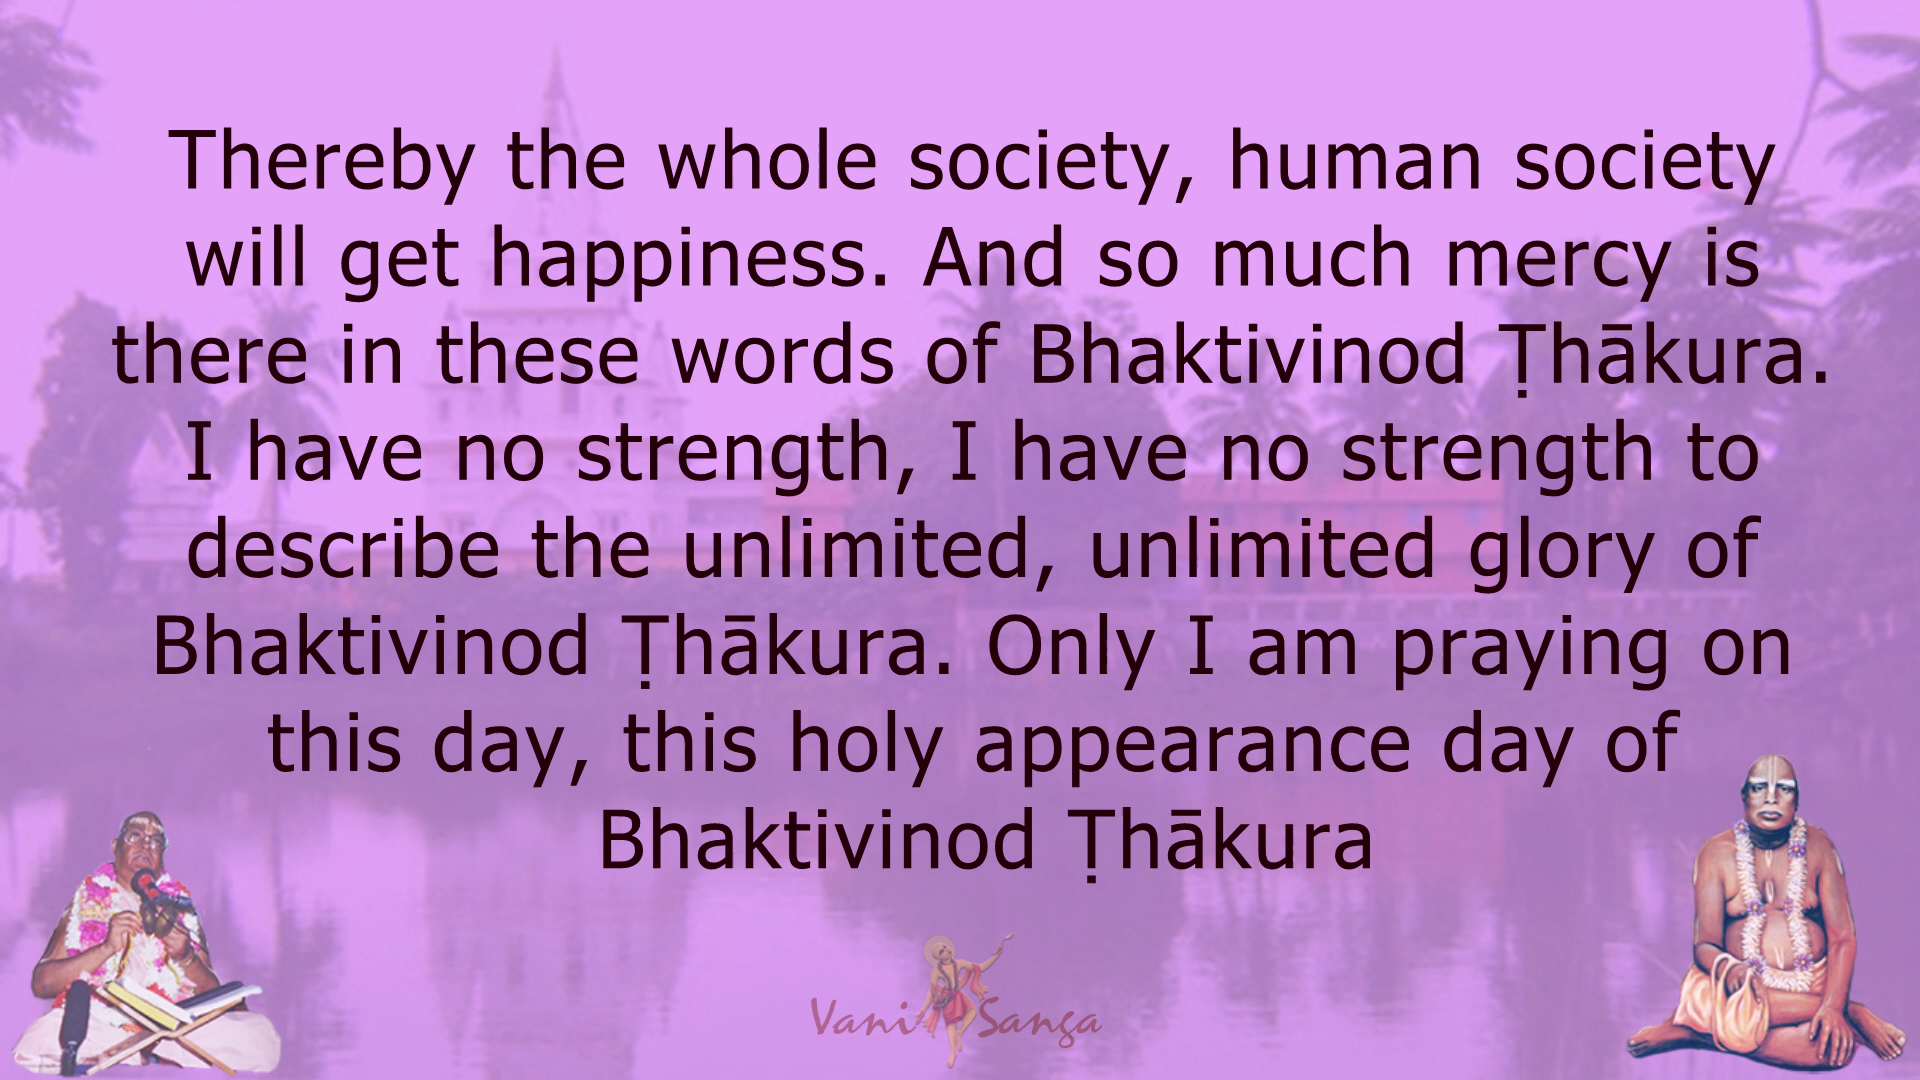 Thereby the whole society, human society
will get happiness. And so much mercy is
there in these words of Bhaktivinod Ṭhākura.
I have no strength, I have no strength to
describe the unlimited, unlimited glory of
Bhaktivinod Ṭhākura. Only I am praying on
this day, this holy appearance day of
Bhaktivinod Ṭhākura
Vani Sanga